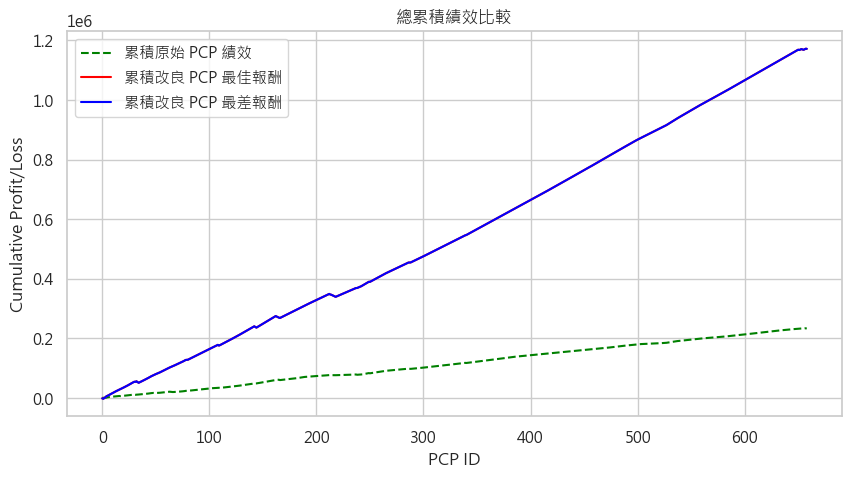 總累積績效比較
1e6
累積原始 PCP 績效
累積改良 PCP 最佳報酬
累積改良 PCP 最差報酬
Cumulative Profit/Loss
1.2
1.0
0.8
0.6
0.4
0.2
0.0
0 100 200 300 400 500 600
PCP ID